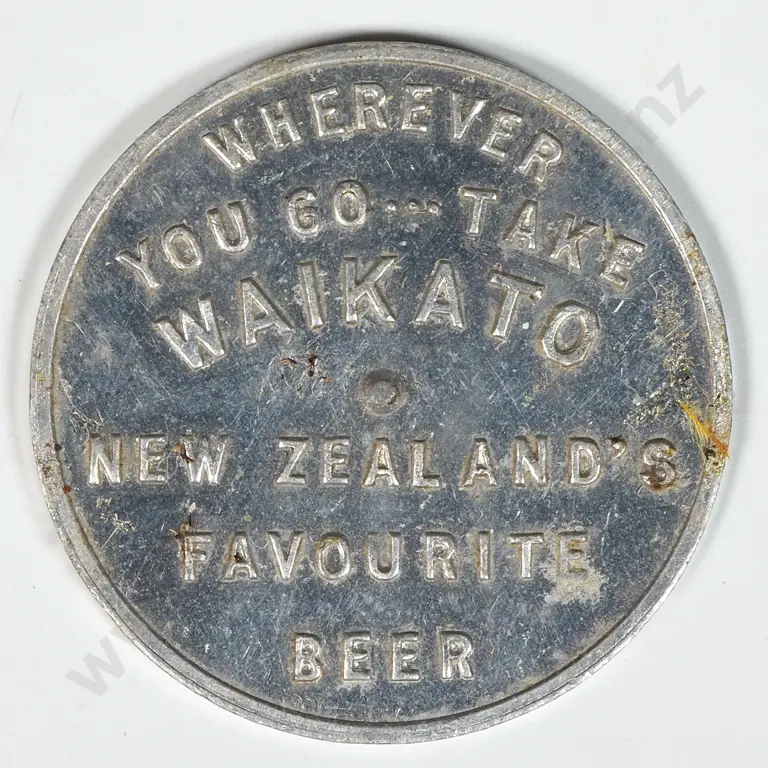 WHEREVER
YOU GO.... TAKE
WAIKATO
NEW ZEALAND'S
FAVOURITE
BEER